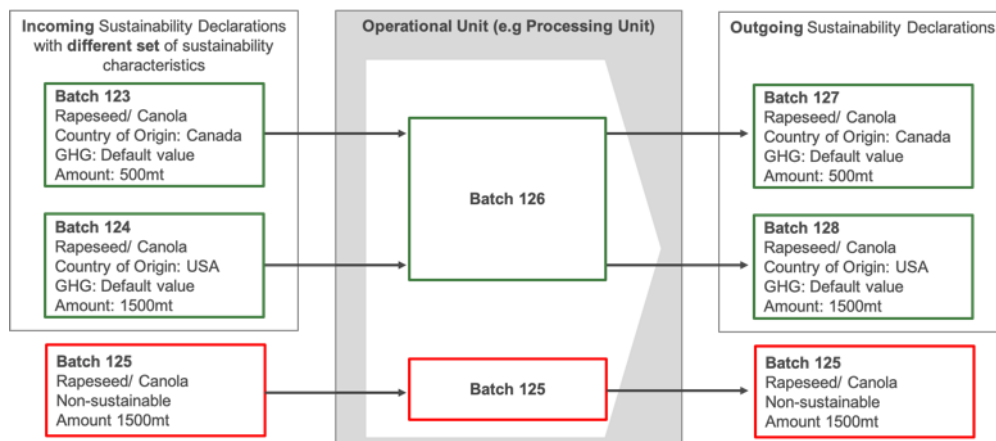 Incoming Sustainability Declarations
with different set of sustainability
characteristics
Operational Unit (e.g Processing Unit)
Outgoing Sustainability Declarations
Batch 123
Rapeseed/ Canola
Country of Origin: Canada
GHG: Default value
Amount: 500mt
Batch 124
Rapeseed/ Canola
Country of Origin: USA
GHG: Default value
Amount: 1500mt
Batch 126
Batch 127
Rapeseed/ Canola
Country of Origin: Canada
GHG: Default value
Amount: 500mt
Batch 128
Rapeseed/ Canola
Country of Origin: USA
GHG: Default value
Amount: 1500mt
Batch 125
Rapeseed/ Canola
Non-sustainable
Amount 1500mt
Batch 125
Batch 125
Rapeseed/ Canola
Non-sustainable
Amount 1500mt